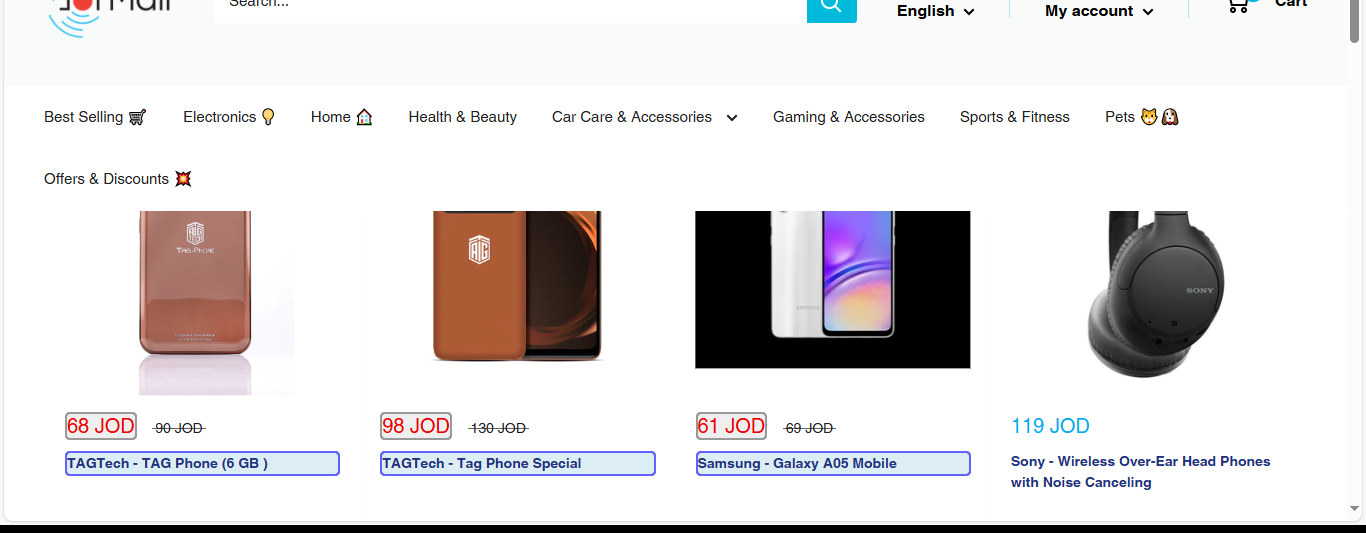 Search...
English
My account
Cart
Best Selling
Electronics
Home
Health & Beauty
Car Care & Accessories
Gaming & Accessories
Sports & Fitness
Pets
Offers & Discounts
TAG-PHONE
SAMSUNG
SONY
68 JOD 90 JOD
98 JOD 130 JOD
61 JOD 69 JOD
119 JOD
TAGTech - TAG Phone (6 GB )
TAGTech - Tag Phone Special
Samsung - Galaxy A05 Mobile
Sony - Wireless Over-Ear Head Phones
with Noise Canceling